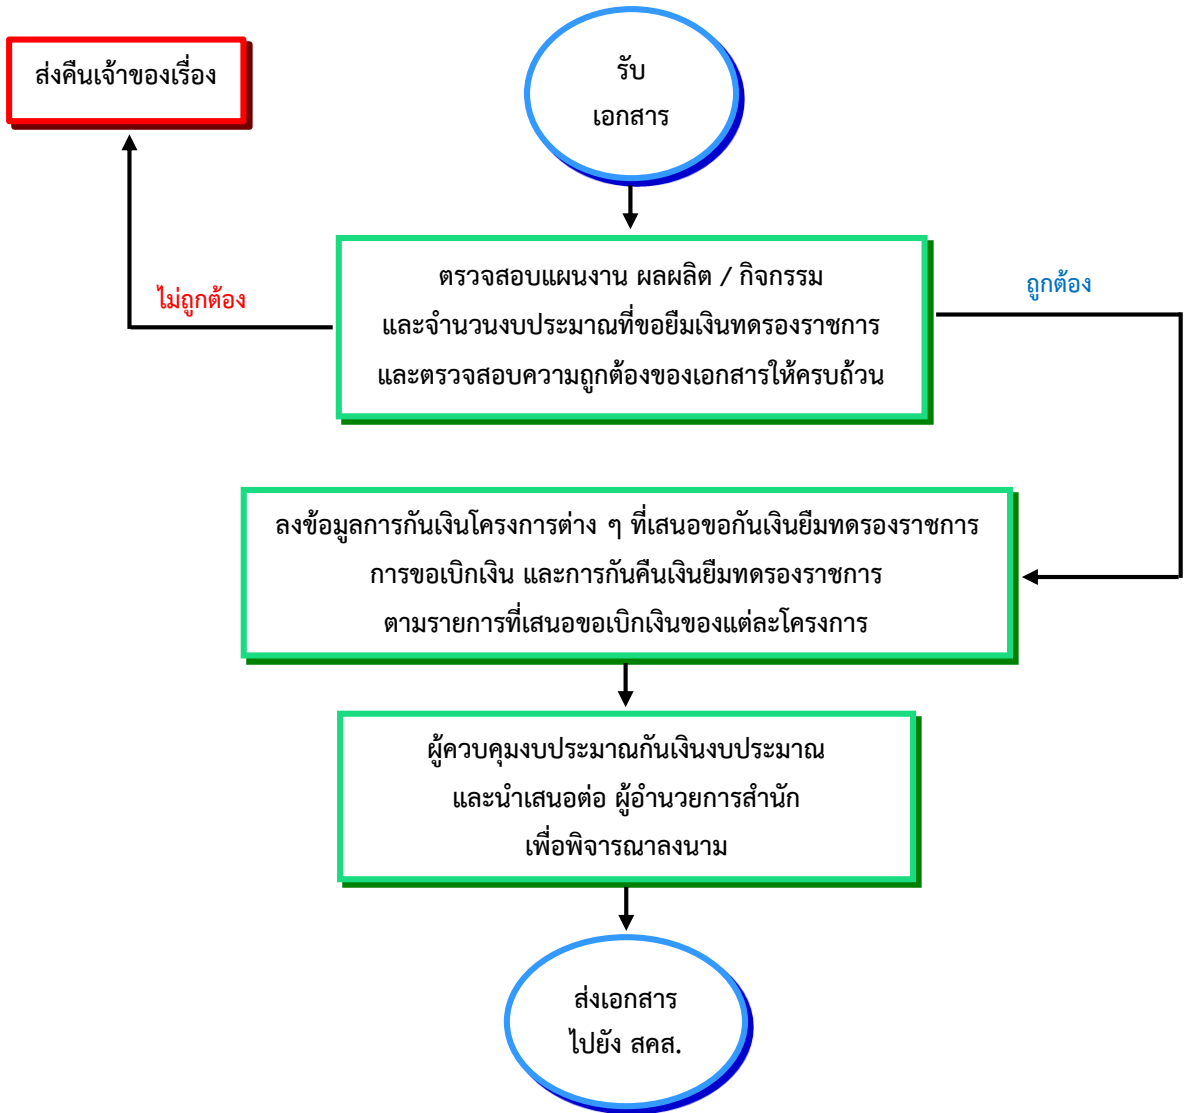 ส่งคืนเจ้าของเรื่อง
รับ
เอกสาร
ตรวจสอบแผนงาน ผลผลิต / กิจกรรม
และจำนวนงบประมาณที่ขอยืมเงินทดรองราชการ
และตรวจสอบความถูกต้องของเอกสารให้ครบถ้วน
ไม่ถูกต้อง
ถูกต้อง
ลงข้อมูลการกันเงินโครงการต่าง ๆ ที่เสนอขอกันเงินยืมทดรองราชการ
การขอเบิกเงิน และการกันคืนเงินยืมทดรองราชการ
ตามรายการที่เสนอขอเบิกเงินของแต่ละโครงการ
ผู้ควบคุมงบประมาณกันเงินงบประมาณ
และนำเสนอต่อ ผู้อำนวยการสำนัก
เพื่อพิจารณาลงนาม
ส่งเอกสาร
ไปยัง สคส.